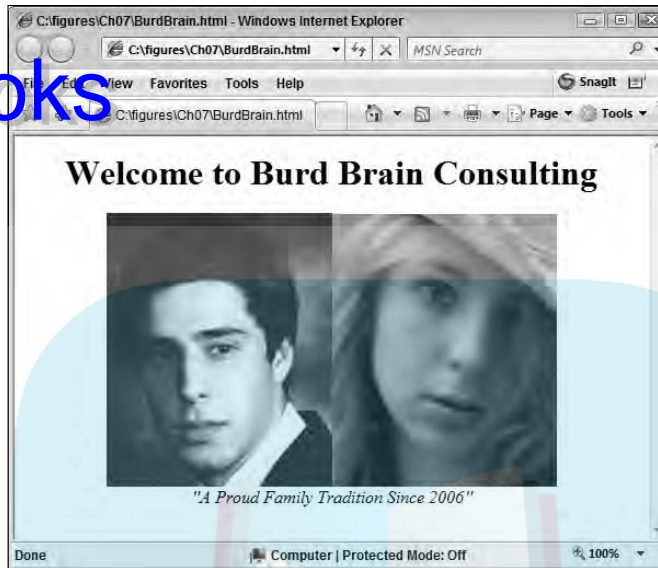 C:\figures\Ch07\BurdBrain.html - Windows Internet Explorer
C:\figures\Ch07\BurdBrain.html MSN Search
oks
View Favorites Tools Help SnagIt
C:\figures\Ch07\BurdBrain.html Page Tools
Welcome to Burd Brain Consulting
"A Proud Family Tradition Since 2006"
Done Computer | Protected Mode: Off 100%